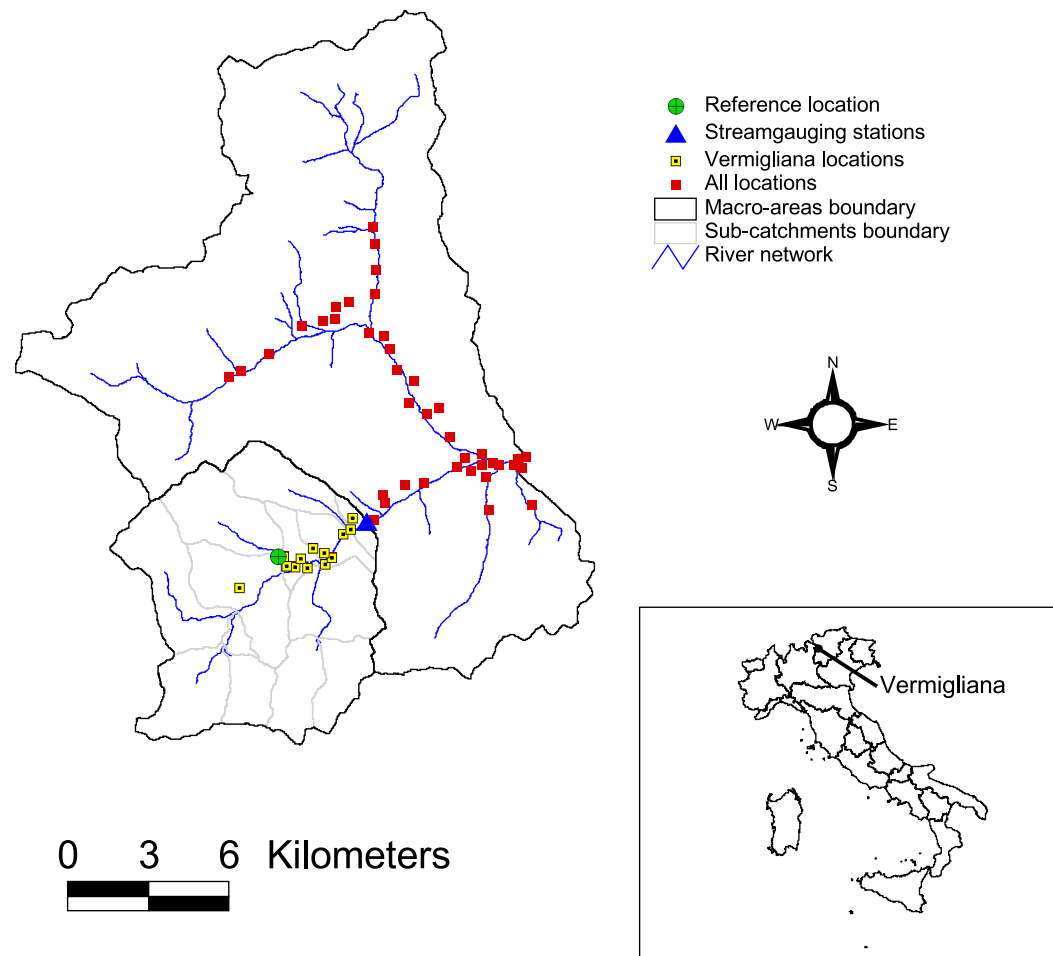 Reference location
Streamgauging stations
Vermigliana locations
All locations
Macro-areas boundary
Sub-catchments boundary
River network
N
W E
S
Vermigliana
0 3 6 Kilometers